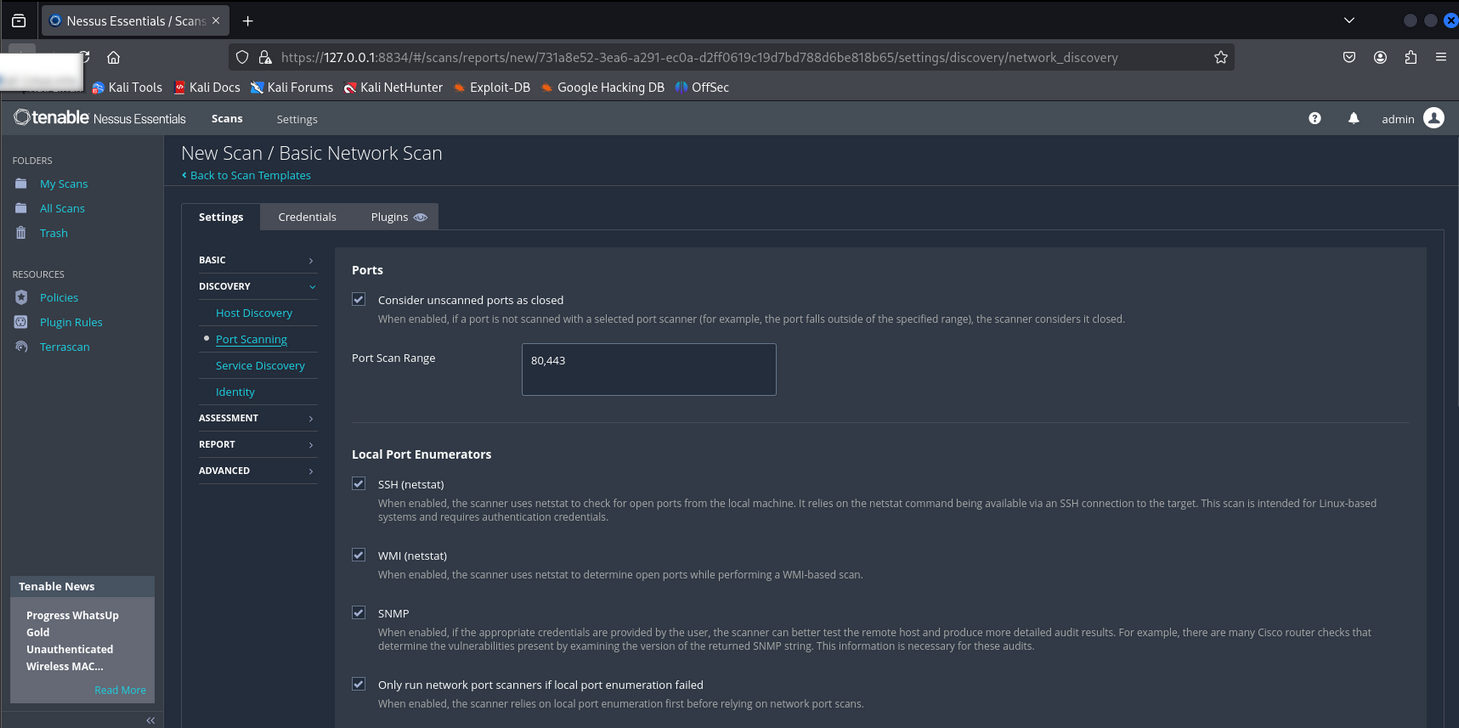 Nessus Essentials / Scans
https://127.0.0.1:8834/#/scans/reports/new/731a8e52-3ea6-a291-ec0a-d2ff0619c19d7bd788d6be818b65/settings/discovery/network_discovery
Kali Tools Kali Docs Kali Forums Kali NetHunter Exploit-DB Google Hacking DB OffSec
tenable Nessus Essentials Scans Settings admin
FOLDERS
My Scans
All Scans
Trash
RESOURCES
Policies
Plugin Rules
Terrascan
Tenable News
Progress WhatsUp
Gold
Unauthenticated
Wireless MAC...
Read More
New Scan / Basic Network Scan
Back to Scan Templates
Settings Credentials Plugins
BASIC
DISCOVERY
Host Discovery
Port Scanning
Service Discovery
Identity
ASSESSMENT
REPORT
ADVANCED
Ports
Consider unscanned ports as closed
When enabled, if a port is not scanned with a selected port scanner (for example, the port falls outside of the specified range), the scanner considers it closed.
Port Scan Range 80,443
Local Port Enumerators
SSH (netstat)
When enabled, the scanner uses netstat to check for open ports from the local machine. It relies on the netstat command being available via an SSH connection to the target. This scan is intended for Linux-based
systems and requires authentication credentials.
WMI (netstat)
When enabled, the scanner uses netstat to determine open ports while performing a WMI-based scan.
SNMP
When enabled, if the appropriate credentials are provided by the user, the scanner can better test the remote host and produce more detailed audit results. For example, there are many Cisco router checks that
determine the vulnerabilities present by examining the version of the returned SNMP string. This information is necessary for these audits.
Only run network port scanners if local port enumeration failed
When enabled, the scanner relies on local port enumeration first before relying on network port scans.